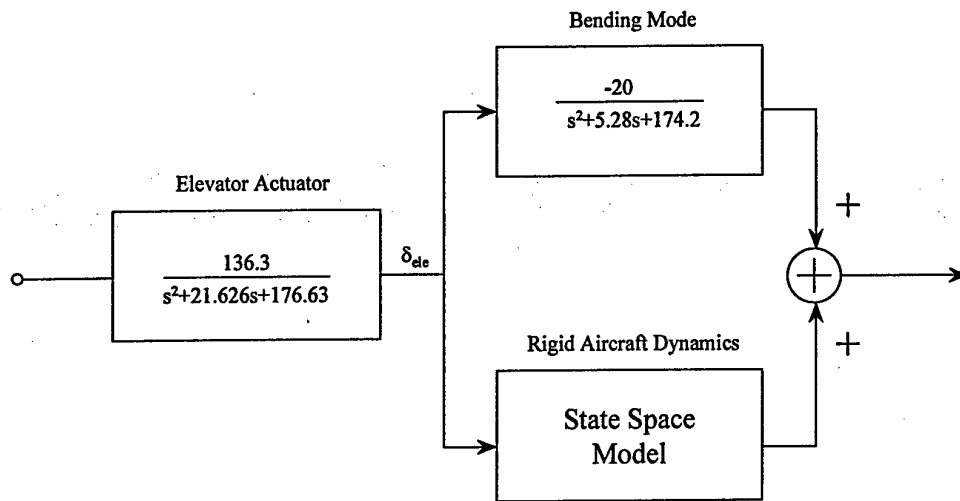 Bending Mode
-20
s²+5.28s+174.2
Elevator Actuator
136.3
s²+21.626s+176.63
δele
+
+
+
Rigid Aircraft Dynamics
State Space
Model